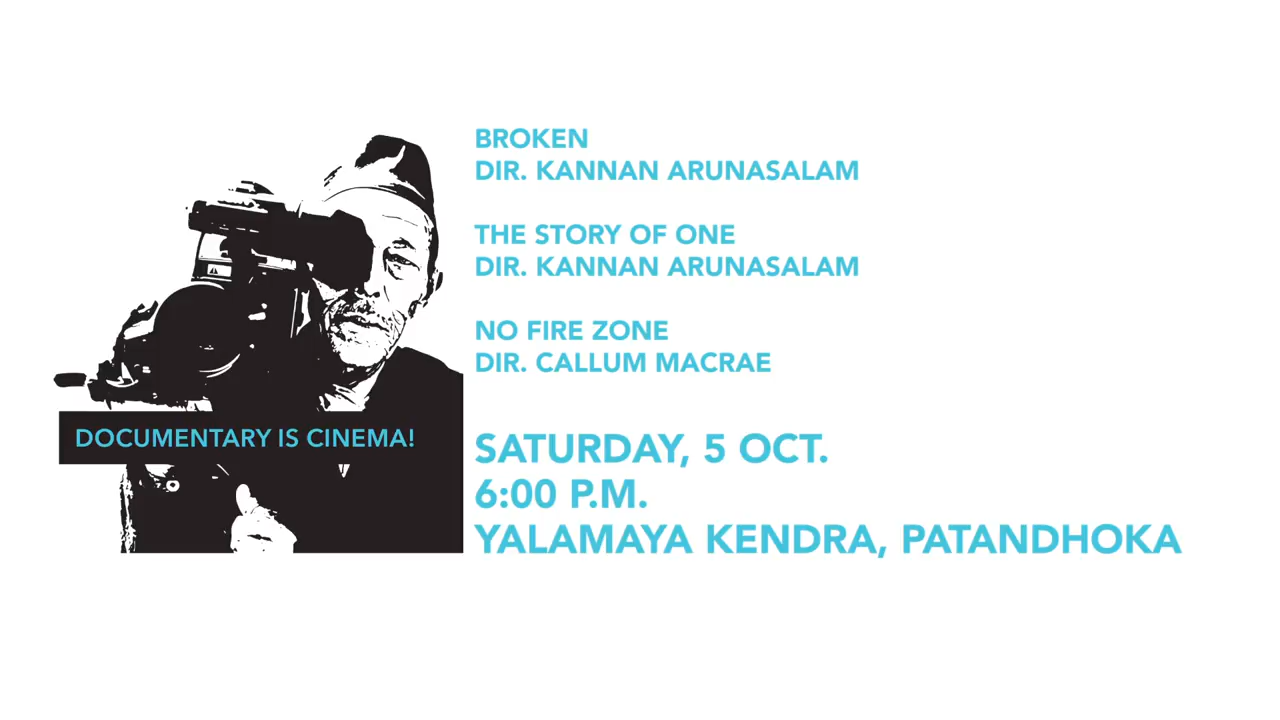 BROKEN
DIR. KANNAN ARUNASALAM
THE STORY OF ONE
DIR. KANNAN ARUNASALAM
NO FIRE ZONE
DIR. CALLUM MACRAE
DOCUMENTARY IS CINEMA!
SATURDAY, 5 OCT.
6:00 P.M.
YALAMAYA KENDRA, PATANDHOKA